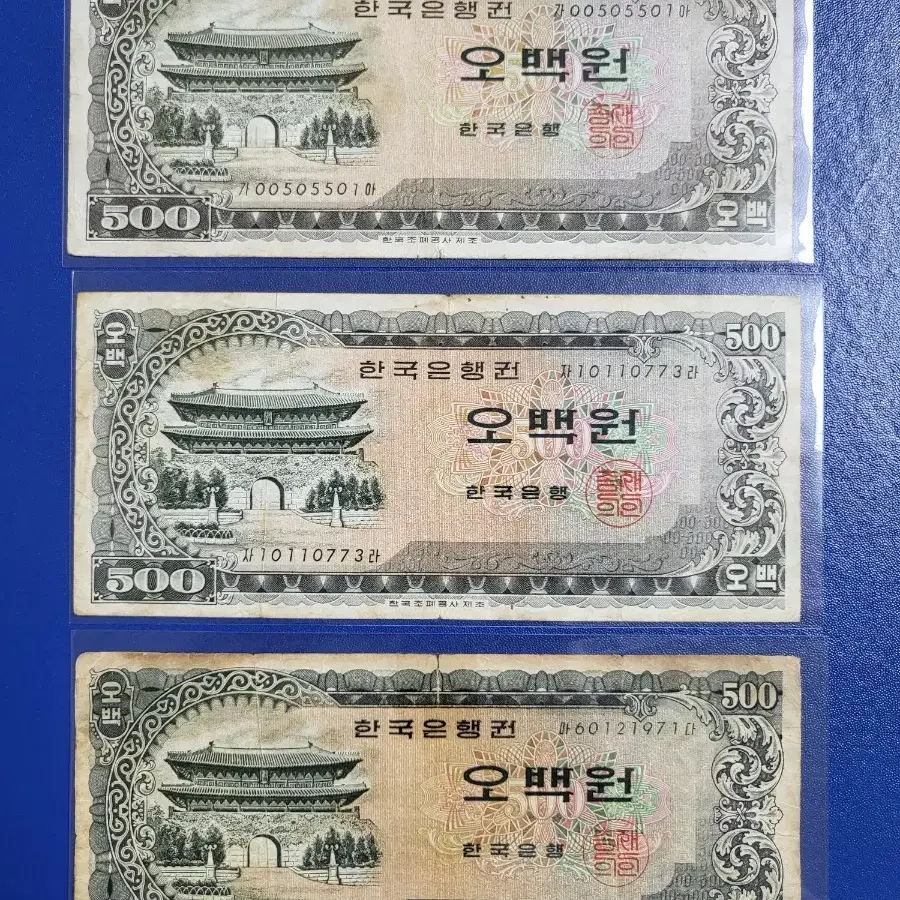 한국은행권
가00505501아
오백원
한국은행
총재의인
가00505501아
500
오백
한국조폐공사제조
오백
500
한국은행권
자10110773라
오백원
500
한국은행
총재의인
자10110773라
500
오백
한국조폐공사제조
오백
500
한국은행권
마60121971다
오백원
500
한국은행
총재의인